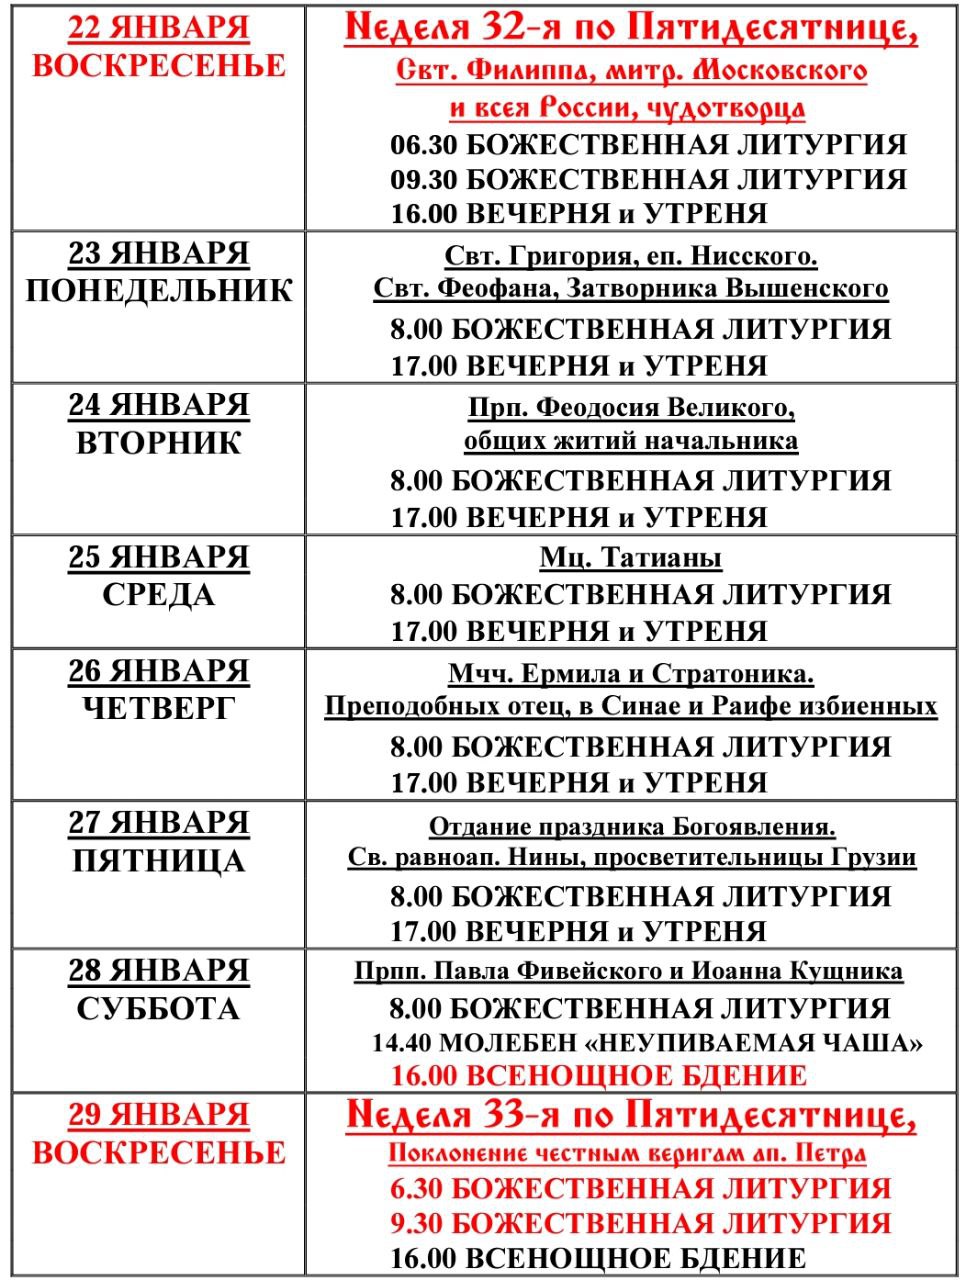 22 ЯНВАРЯ
ВОСКРЕСЕНЬЕ
Неделя 32-я по Пятидесятнице,
Свт. Филиппа, митр. Московского
и всея России, чудотворца
06.30 БОЖЕСТВЕННАЯ ЛИТУРГИЯ
09.30 БОЖЕСТВЕННАЯ ЛИТУРГИЯ
16.00 ВЕЧЕРНЯ и УТРЕНЯ
23 ЯНВАРЯ
ПОНЕДЕЛЬНИК
Свт. Григория, еп. Нисского.
Свт. Феофана, Затворника Вышенского
8.00 БОЖЕСТВЕННАЯ ЛИТУРГИЯ
17.00 ВЕЧЕРНЯ и УТРЕНЯ
24 ЯНВАРЯ
ВТОРНИК
Прп. Феодосия Великого,
общих житий начальника
8.00 БОЖЕСТВЕННАЯ ЛИТУРГИЯ
17.00 ВЕЧЕРНЯ и УТРЕНЯ
25 ЯНВАРЯ
СРЕДА
Мц. Татианы
8.00 БОЖЕСТВЕННАЯ ЛИТУРГИЯ
17.00 ВЕЧЕРНЯ и УТРЕНЯ
26 ЯНВАРЯ
ЧЕТВЕРГ
Мчч. Ермила и Стратоника.
Преподобных отец, в Синае и Раифе избиенных
8.00 БОЖЕСТВЕННАЯ ЛИТУРГИЯ
17.00 ВЕЧЕРНЯ и УТРЕНЯ
27 ЯНВАРЯ
ПЯТНИЦА
Отдание праздника Богоявления.
Св. равноап. Нины, просветительницы Грузии
8.00 БОЖЕСТВЕННАЯ ЛИТУРГИЯ
17.00 ВЕЧЕРНЯ и УТРЕНЯ
28 ЯНВАРЯ
СУББОТА
Прпп. Павла Фивейского и Иоанна Кущника
8.00 БОЖЕСТВЕННАЯ ЛИТУРГИЯ
14.40 МОЛЕБЕН «НЕУПИВАЕМАЯ ЧАША»
16.00 ВСЕНОЩНОЕ БДЕНИЕ
29 ЯНВАРЯ
ВОСКРЕСЕНЬЕ
Неделя 33-я по Пятидесятнице,
Поклонение честным веригам ап. Петра
6.30 БОЖЕСТВЕННАЯ ЛИТУРГИЯ
9.30 БОЖЕСТВЕННАЯ ЛИТУРГИЯ
16.00 ВСЕНОЩНОЕ БДЕНИЕ